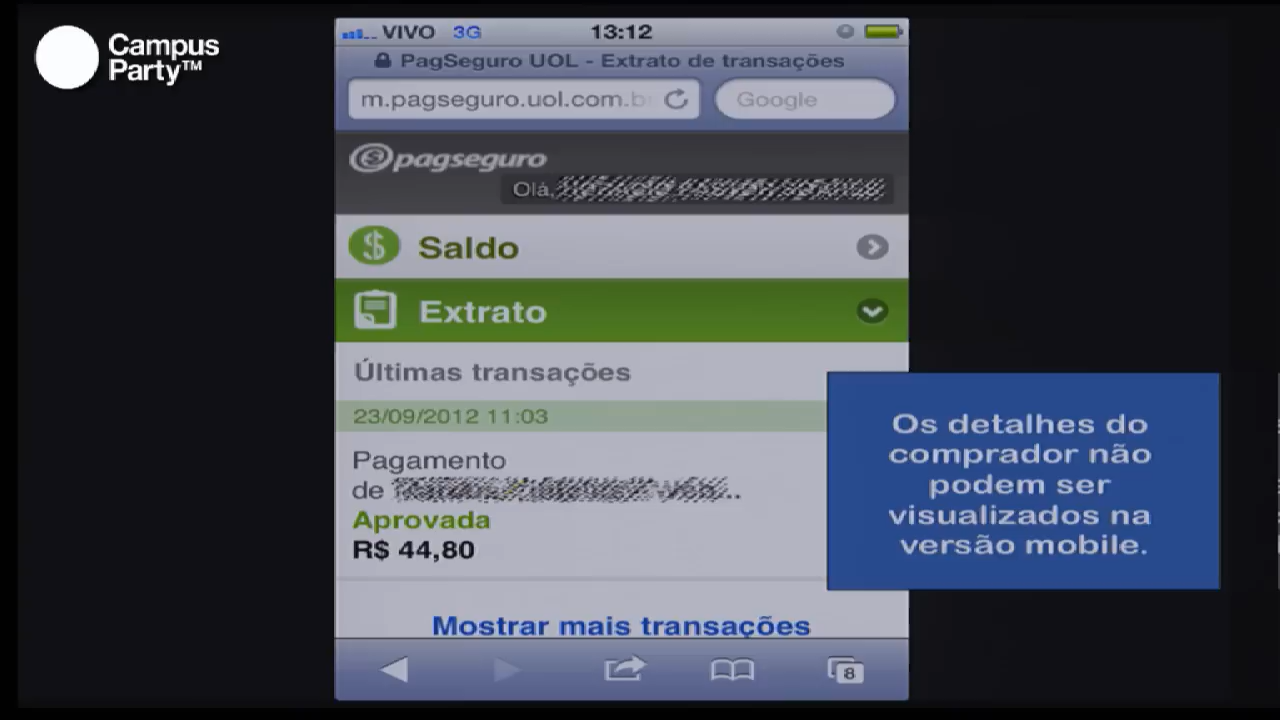 Campus
Party™
VIVO 3G 13:12
PagSeguro UOL - Extrato de transações
m.pagseguro.uol.com.b
Google
pagseguro
Olá,
Saldo
Extrato
Últimas transações
23/09/2012 11:03
Pagamento
de
Aprovada
R$ 44,80
Mostrar mais transações
8
Os detalhes do
comprador não
podem ser
visualizados na
versão mobile.